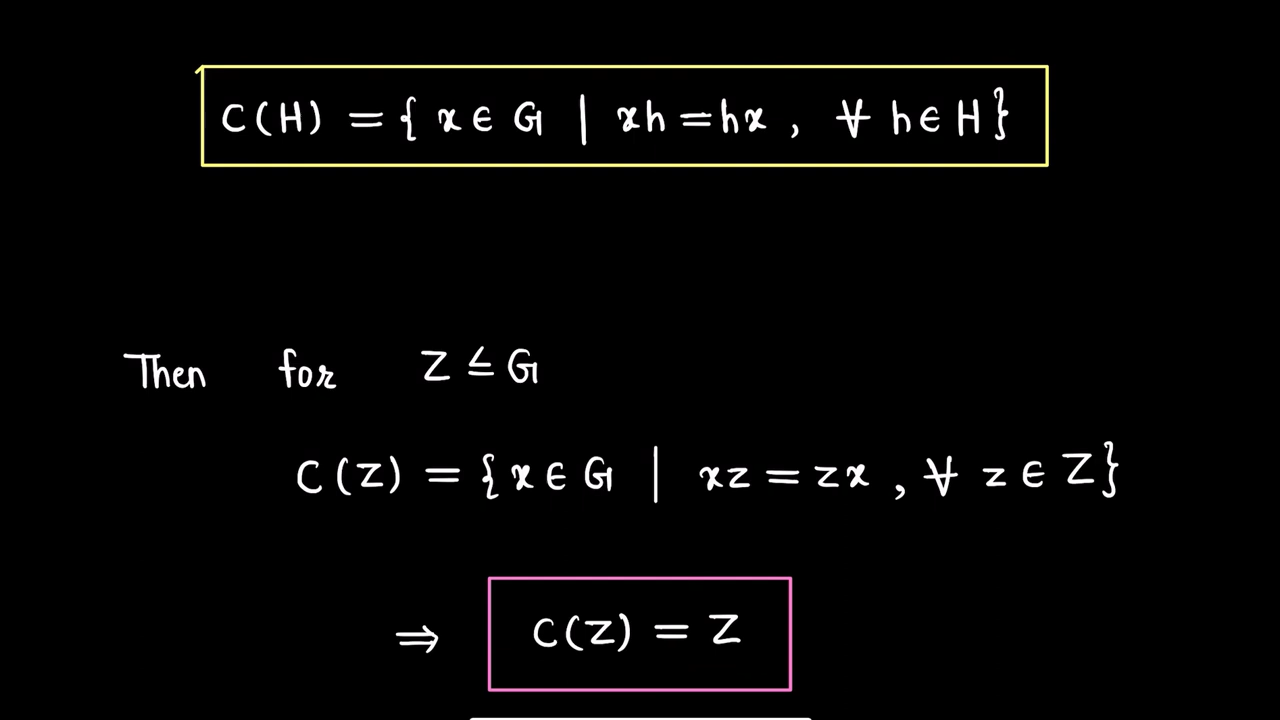 C(H) = { x ∈ G | xh = hx , ∀ h ∈ H}
Then for Z ≤ G
C(Z) = {x ∈ G | xz = zx , ∀ z ∈ Z}
⇒ C(Z) = Z